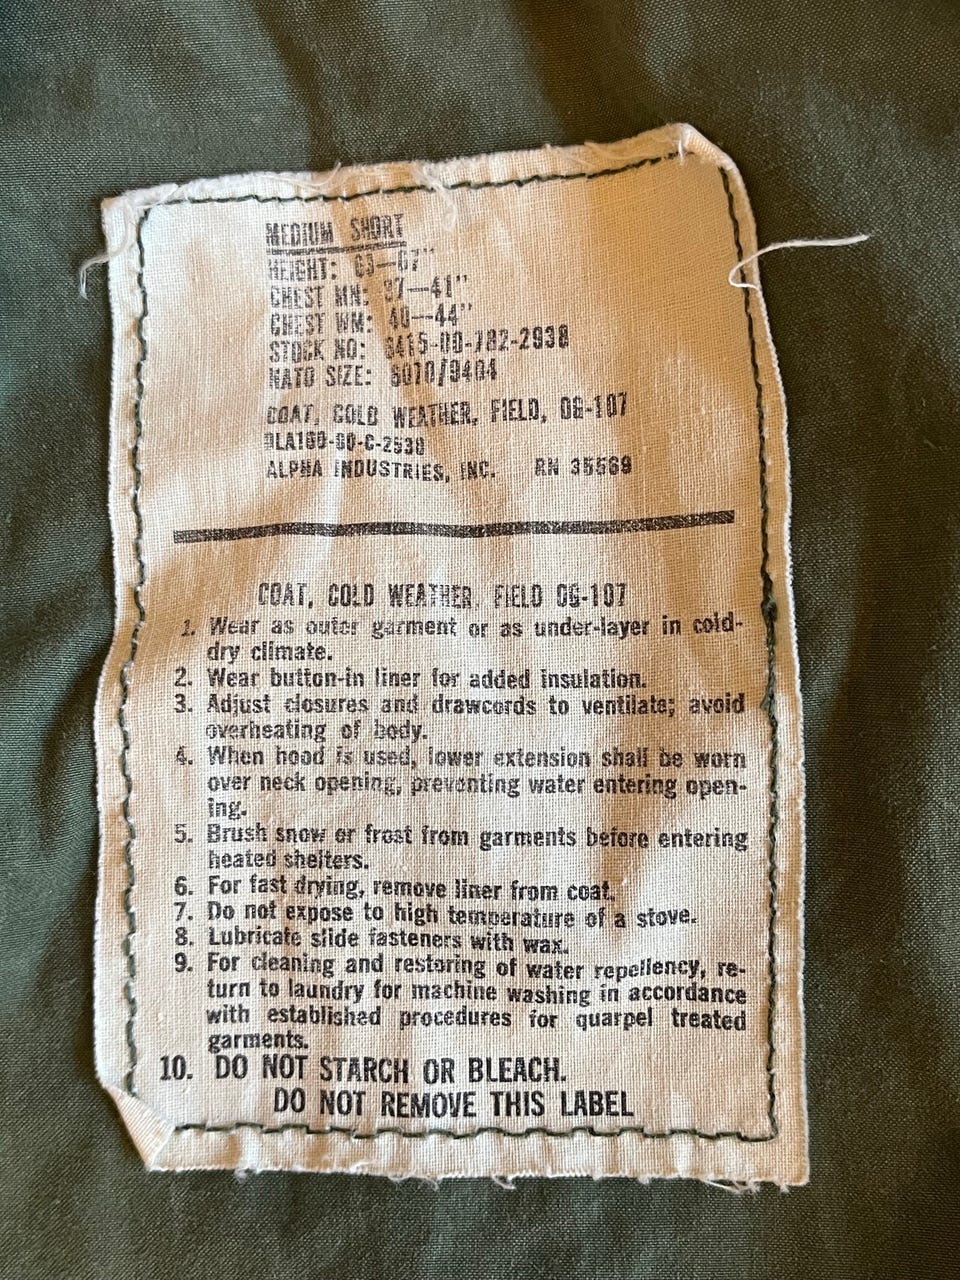 MEDIUM SHORT
HEIGHT: 63—67"
CHEST MN: 37—41"
CHEST WM: 40—44"
STOCK NO: 8415-00-782-2938
NATO SIZE: 6070/9404
COAT, COLD WEATHER, FIELD, OG-107
DLA100-80-C-2530
ALPHA INDUSTRIES, INC. RN 35569
COAT, COLD WEATHER, FIELD OG-107
1. Wear as outer garment or as under-layer in cold-
dry climate.
2. Wear button-in liner for added insulation.
3. Adjust closures and drawcords to ventilate; avoid
overheating of body.
4. When hood is used, lower extension shall be worn
over neck opening, preventing water entering open-
ing.
5. Brush snow or frost from garments before entering
heated shelters.
6. For fast drying, remove liner from coat.
7. Do not expose to high temperature of a stove.
8. Lubricate slide fasteners with wax.
9. For cleaning and restoring of water repellency, re-
turn to laundry for machine washing in accordance
with established procedures for quarpel treated
garments.
10. DO NOT STARCH OR BLEACH.
DO NOT REMOVE THIS LABEL